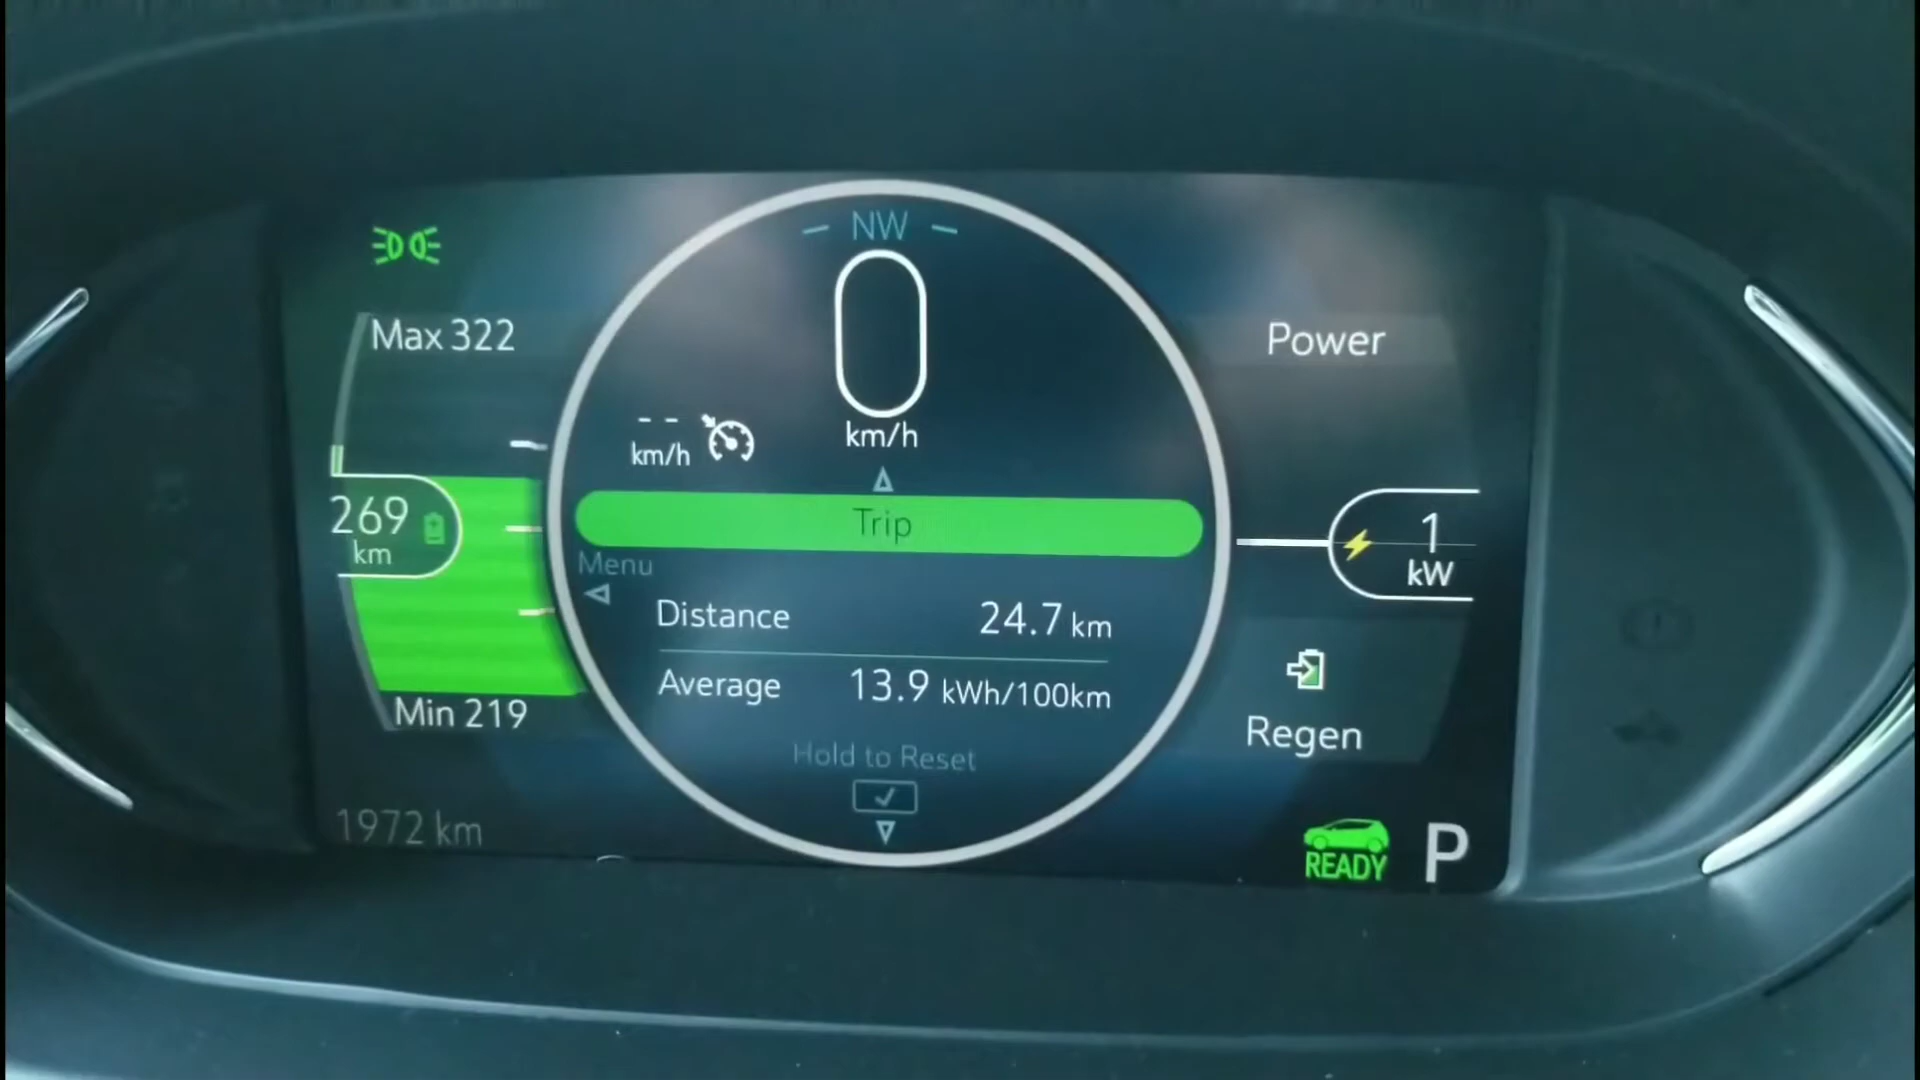 NW
Max 322
Power
0
km/h
-- km/h
269
km
Trip
1
kW
Menu
Distance 24.7 km
Average 13.9 kWh/100km
Min 219
Regen
Hold to Reset
1972 km
READY
P